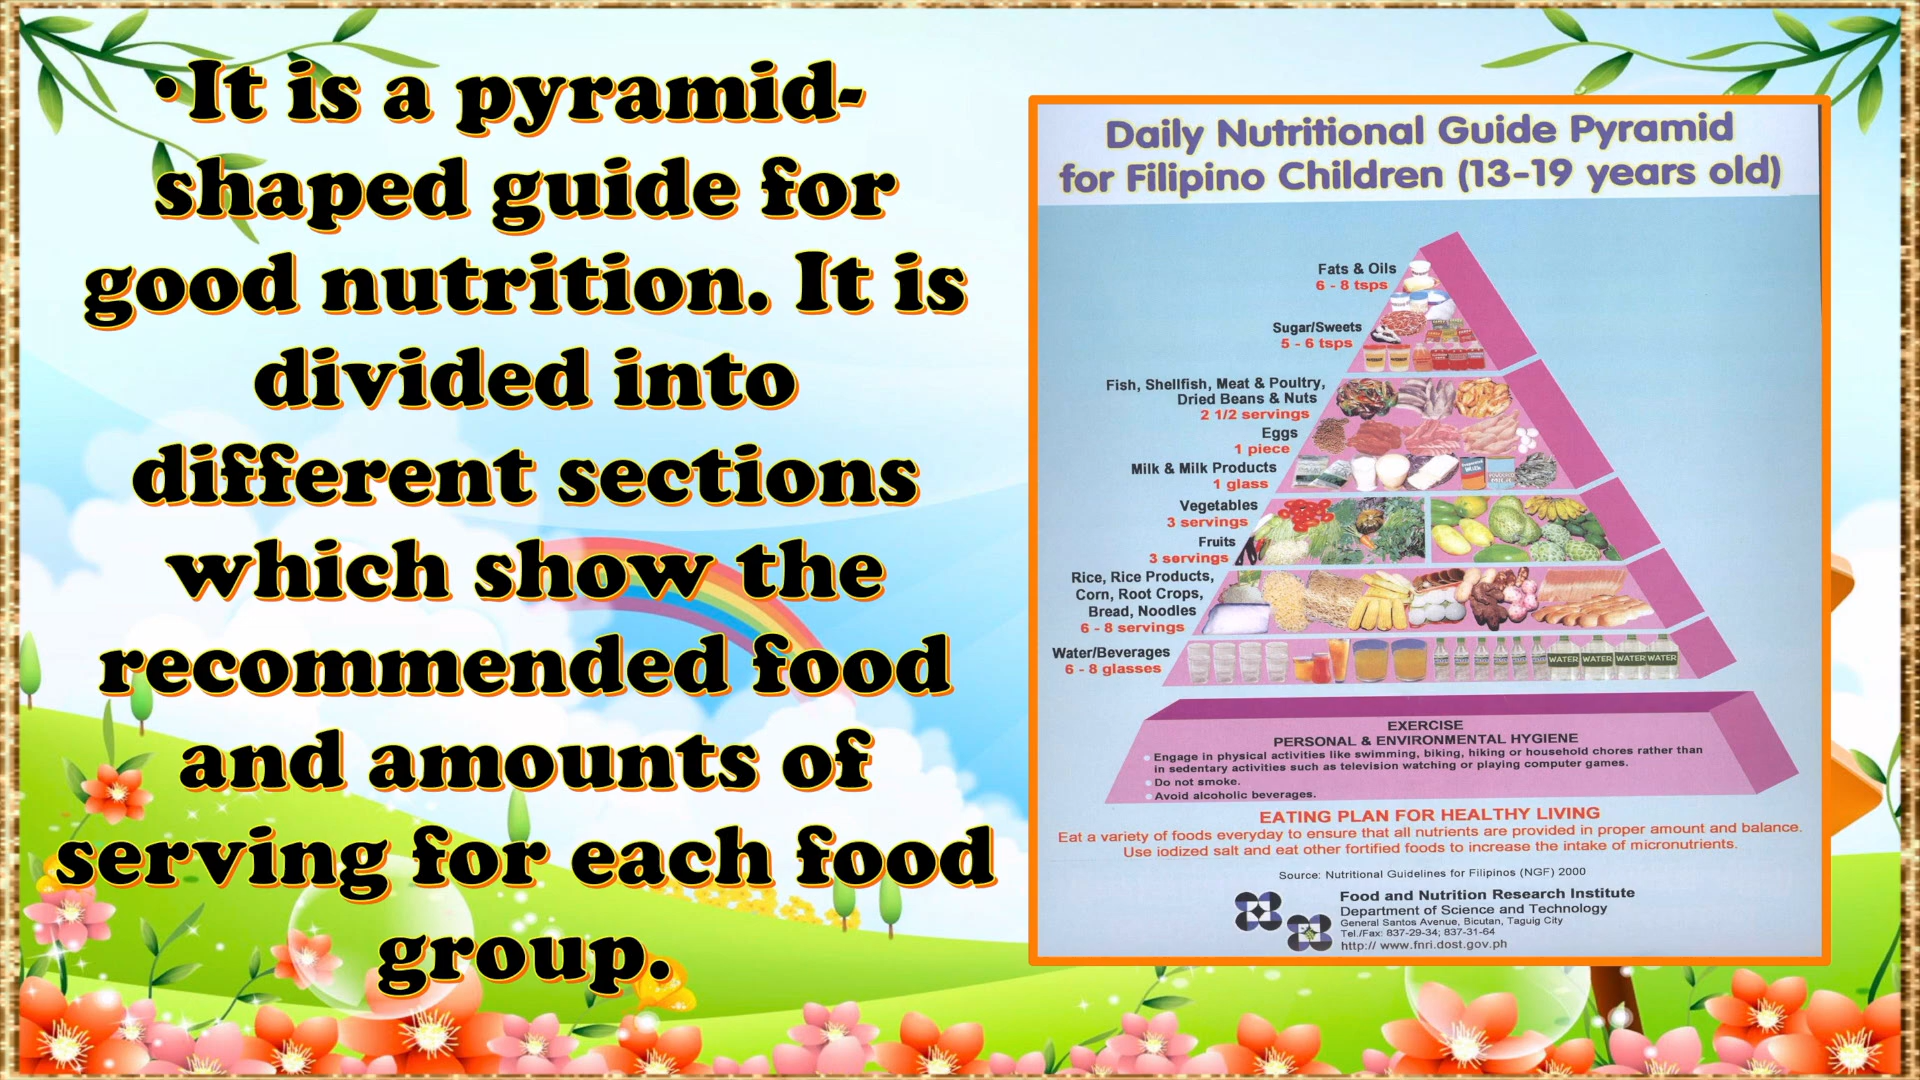 •It is a pyramid-
shaped guide for
good nutrition. It is
divided into
different sections
which show the
recommended food
and amounts of
serving for each food
group.
Daily Nutritional Guide Pyramid
for Filipino Children (13-19 years old)
Fats & Oils
6 - 8 tsps
Sugar/Sweets
5 - 6 tsps
Fish, Shellfish, Meat & Poultry,
Dried Beans & Nuts
2 1/2 servings
Eggs
1 piece
Milk & Milk Products
1 glass
Vegetables
3 servings
Fruits
3 servings
Rice, Rice Products,
Corn, Root Crops,
Bread, Noodles
6 - 8 servings
Water/Beverages
6 - 8 glasses
WATER WATER WATER WATER
EXERCISE
PERSONAL & ENVIRONMENTAL HYGIENE
Engage in physical activities like swimming, biking, hiking or household chores rather than
in sedentary activities such as television watching or playing computer games.
Do not smoke.
Avoid alcoholic beverages.
EATING PLAN FOR HEALTHY LIVING
Eat a variety of foods everyday to ensure that all nutrients are provided in proper amount and balance.
Use iodized salt and eat other fortified foods to increase the intake of micronutrients.
Source: Nutritional Guidelines for Filipinos (NGF) 2000
Food and Nutrition Research Institute
Department of Science and Technology
General Santos Avenue, Bicutan, Taguig City
Tel./Fax: 837-29-34; 837-31-64
http:// www.fnri.dost.gov.ph